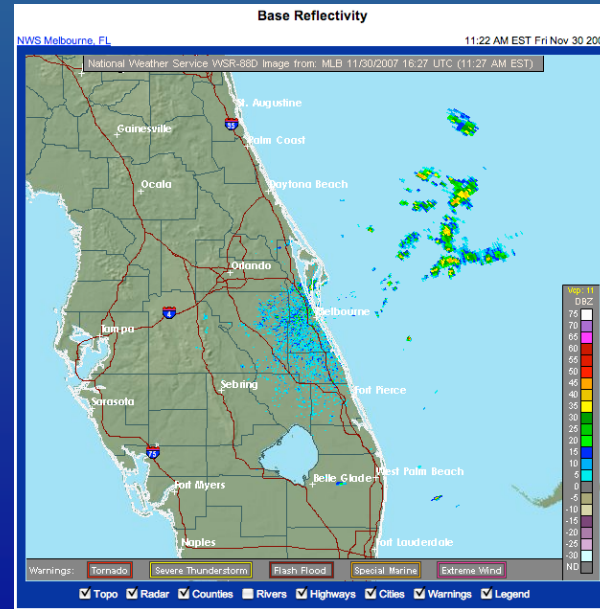 Base Reflectivity
NWS Melbourne, FL 11:22 AM EST Fri Nov 30 200
National Weather Service WSR-88D Image from: MLB 11/30/2007 16:27 UTC (11:27 AM EST)
St. Augustine
95
Gainesville
Palm Coast
Ocala
Daytona Beach
Orlando
4
Melbourne
Tampa
Sebring
Fort Pierce
Sarasota
75
Belle Glade
West Palm Beach
Fort Myers
Naples
Fort Lauderdale
Vcp: 11
DBZ
75
70
65
60
55
50
45
40
35
30
25
20
15
10
5
0
-5
-10
-15
-20
-25
-30
ND
Warnings: Tornado Severe Thunderstorm Flash Flood Special Marine Extreme Wind
Topo Radar Counties Rivers Highways Cities Warnings Legend